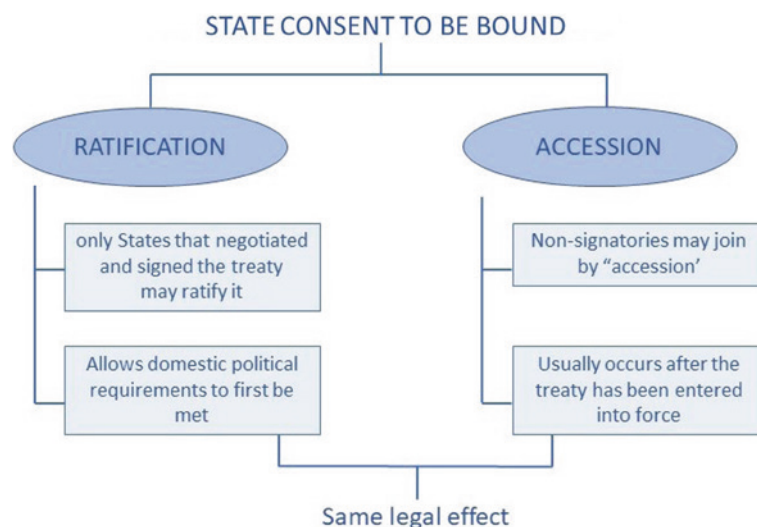 STATE CONSENT TO BE BOUND
RATIFICATION
only States that negotiated
and signed the treaty
may ratify it
Allows domestic political
requirements to first be
met
ACCESSION
Non-signatories may join
by “accession’
Usually occurs after the
treaty has been entered
into force
Same legal effect